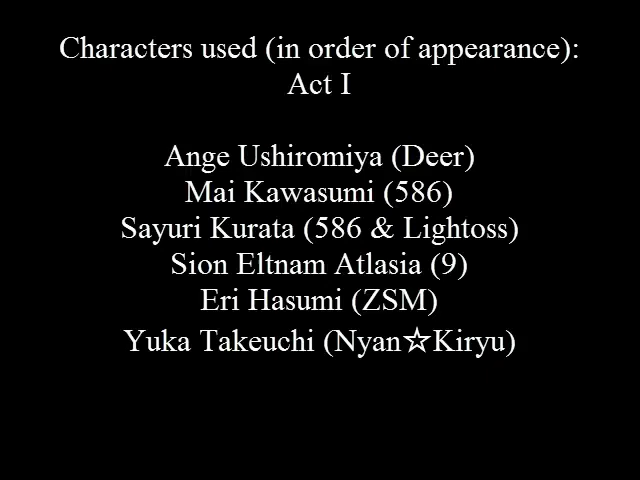 Characters used (in order of appearance):
Act I
Ange Ushiromiya (Deer)
Mai Kawasumi (586)
Sayuri Kurata (586 & Lightoss)
Sion Eltnam Atlasia (9)
Eri Hasumi (ZSM)
Yuka Takeuchi (Nyan☆Kiryu)